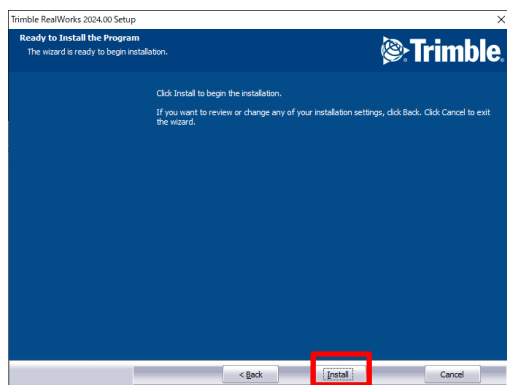 Trimble RealWorks 2024.00 Setup
Ready to Install the Program
The wizard is ready to begin installation.
Trimble.
Click Install to begin the installation.
If you want to review or change any of your installation settings, click Back. Click Cancel to exit
the wizard.
< Back
Install
Cancel